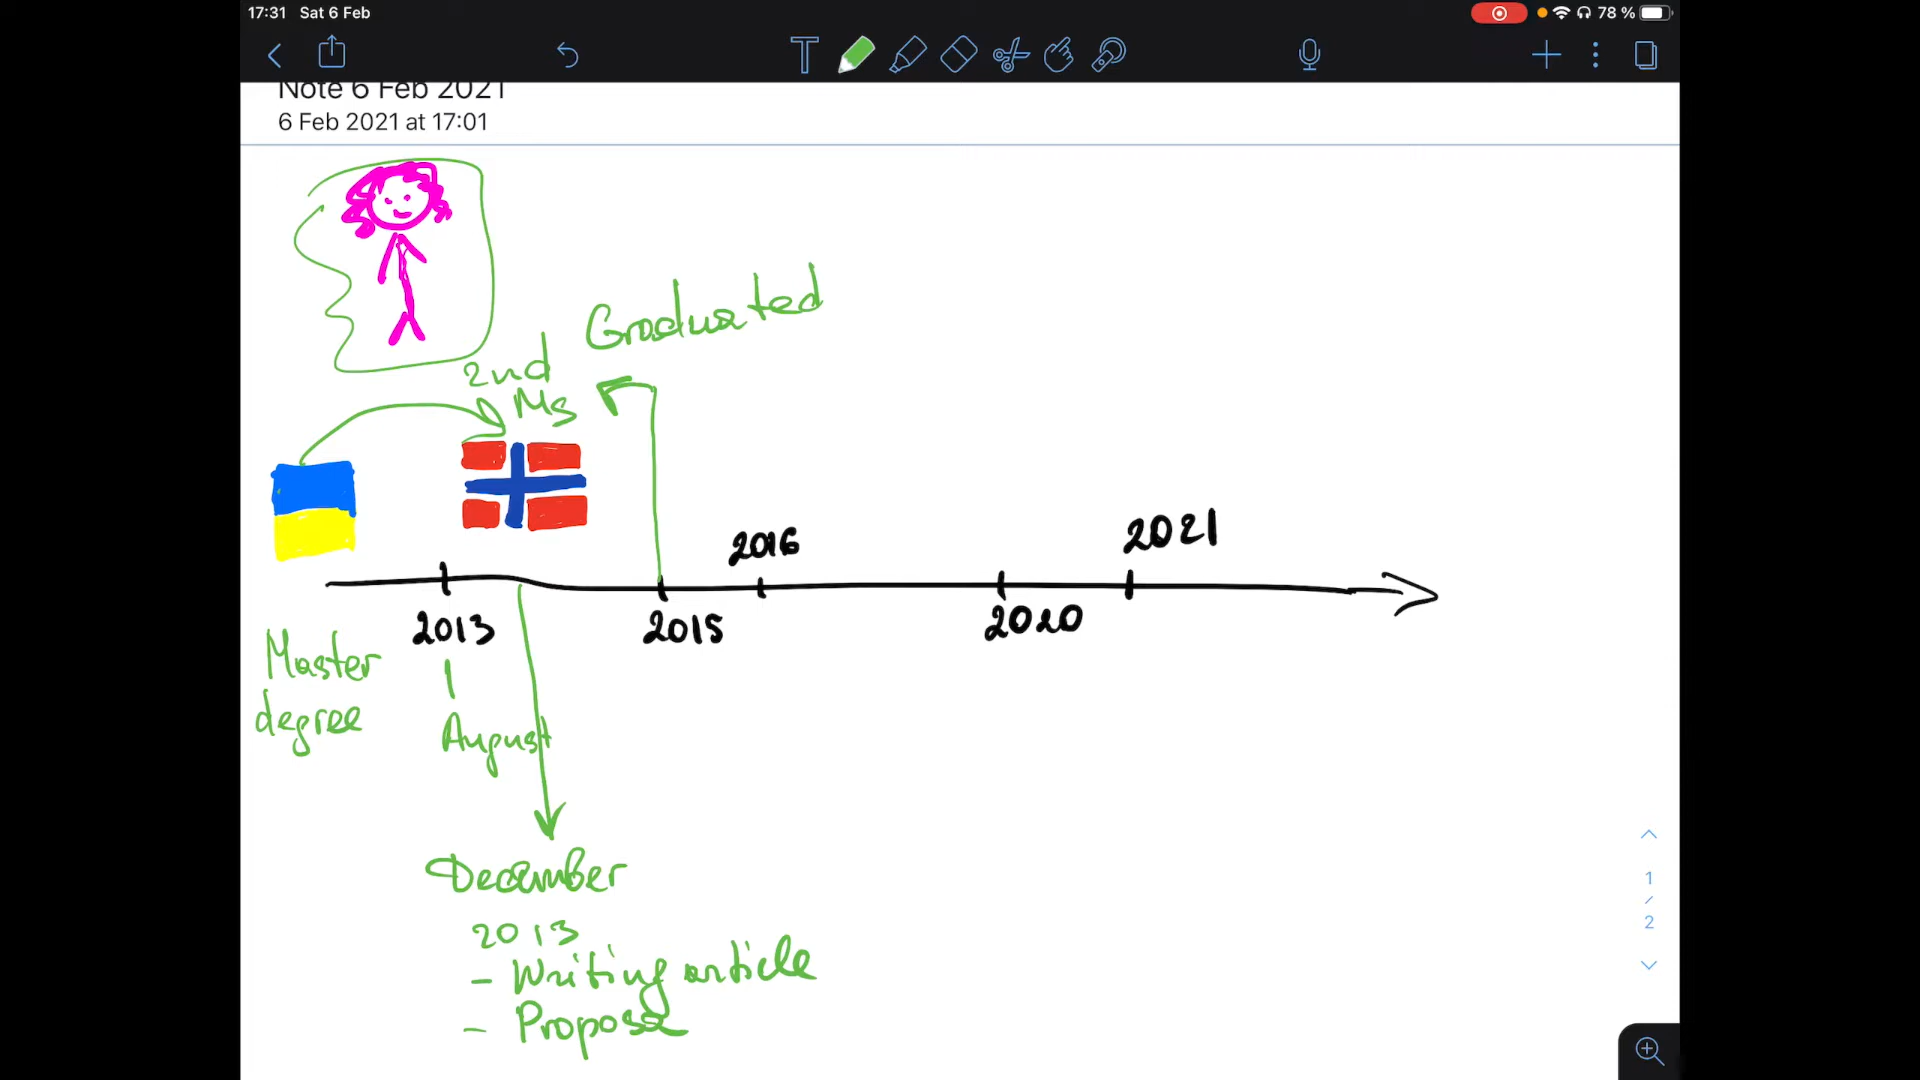 17:31 Sat 6 Feb
78 %
T
Note 6 Feb 2021
6 Feb 2021 at 17:01
Graduated
2nd
Ms
2016
2021
2013
2015
2020
Master
degree
August
December
2013
- Writing article
-
1
2